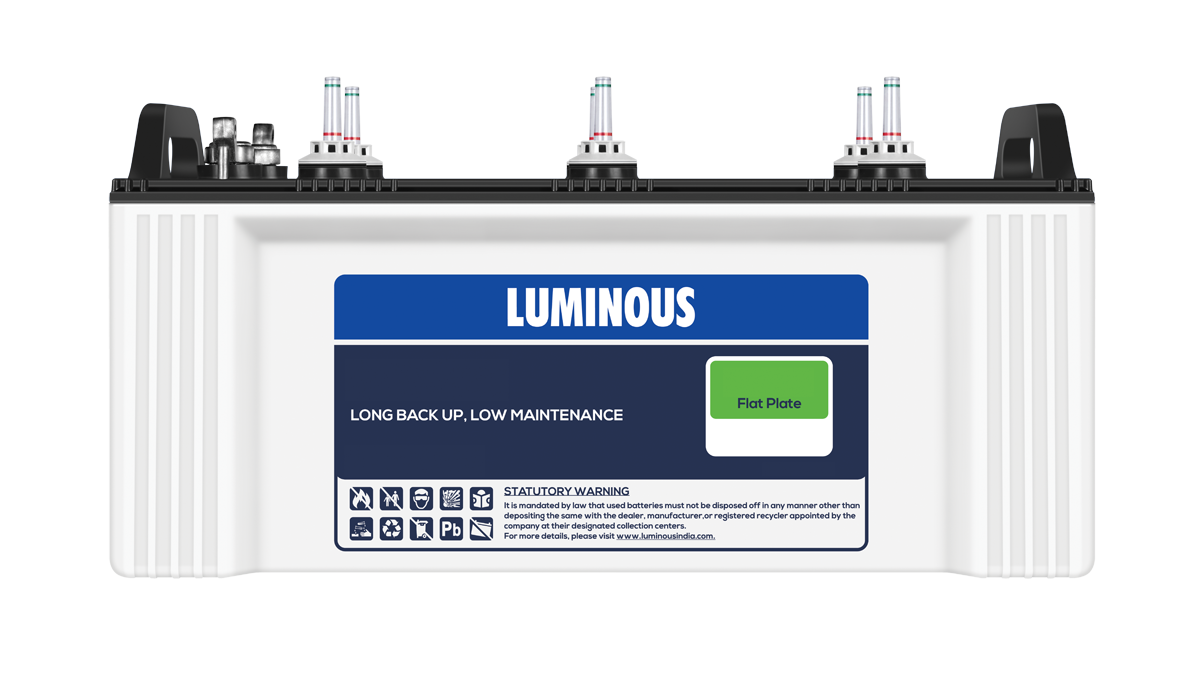 LUMINOUS
LONG BACK UP, LOW MAINTENANCE
Flat Plate
STATUTORY WARNING
It is mandated by law that used batteries must not be disposed off in any manner other than
depositing the same with the dealer, manufacturer,or registered recycler appointed by the
company at their designated collection centers.
For more details, please visit www.luminousindia.com.
Pb